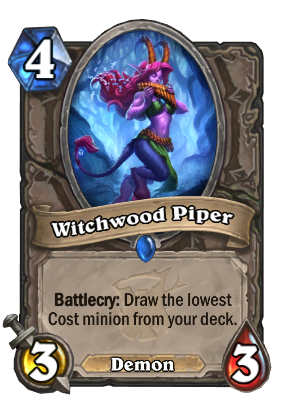 4
Witchwood Piper
Battlecry: Draw the lowest
Cost minion from your deck.
3
Demon
3